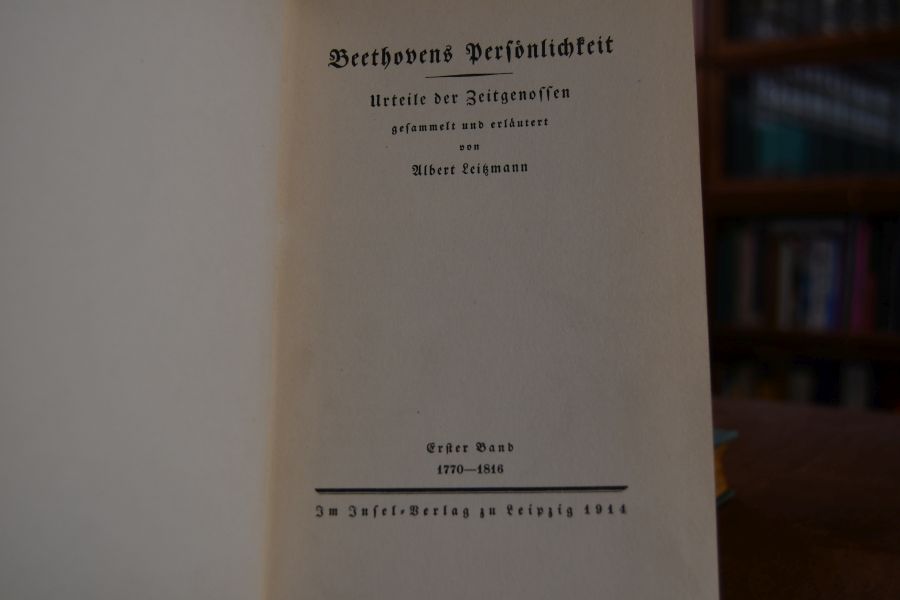 Beethovens Perſönlichkeit
Urteile der Zeitgenoſſen
geſammelt und erläutert
von
Albert Leitzmann
Erſter Band
1770—1816
Im Inſel-Verlag zu Leipzig 1914